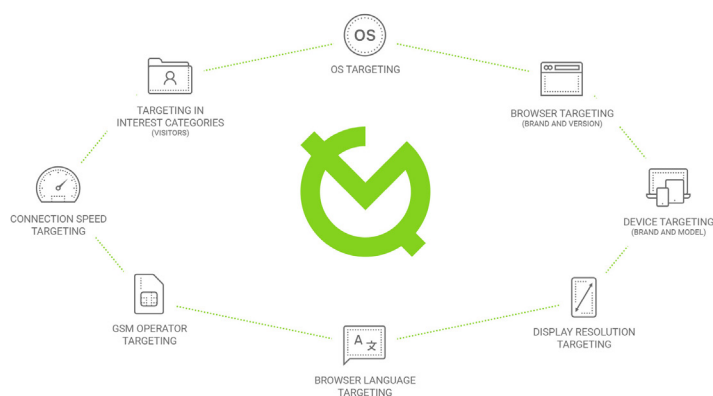 OS
OS TARGETING
TARGETING IN
INTEREST CATEGORIES
(VISITORS)
BROWSER TARGETING
(BRAND AND VERSION)
CONNECTION SPEED
TARGETING
DEVICE TARGETING
(BRAND AND MODEL)
GSM OPERATOR
TARGETING
DISPLAY RESOLUTION
TARGETING
A 文
BROWSER LANGUAGE
TARGETING